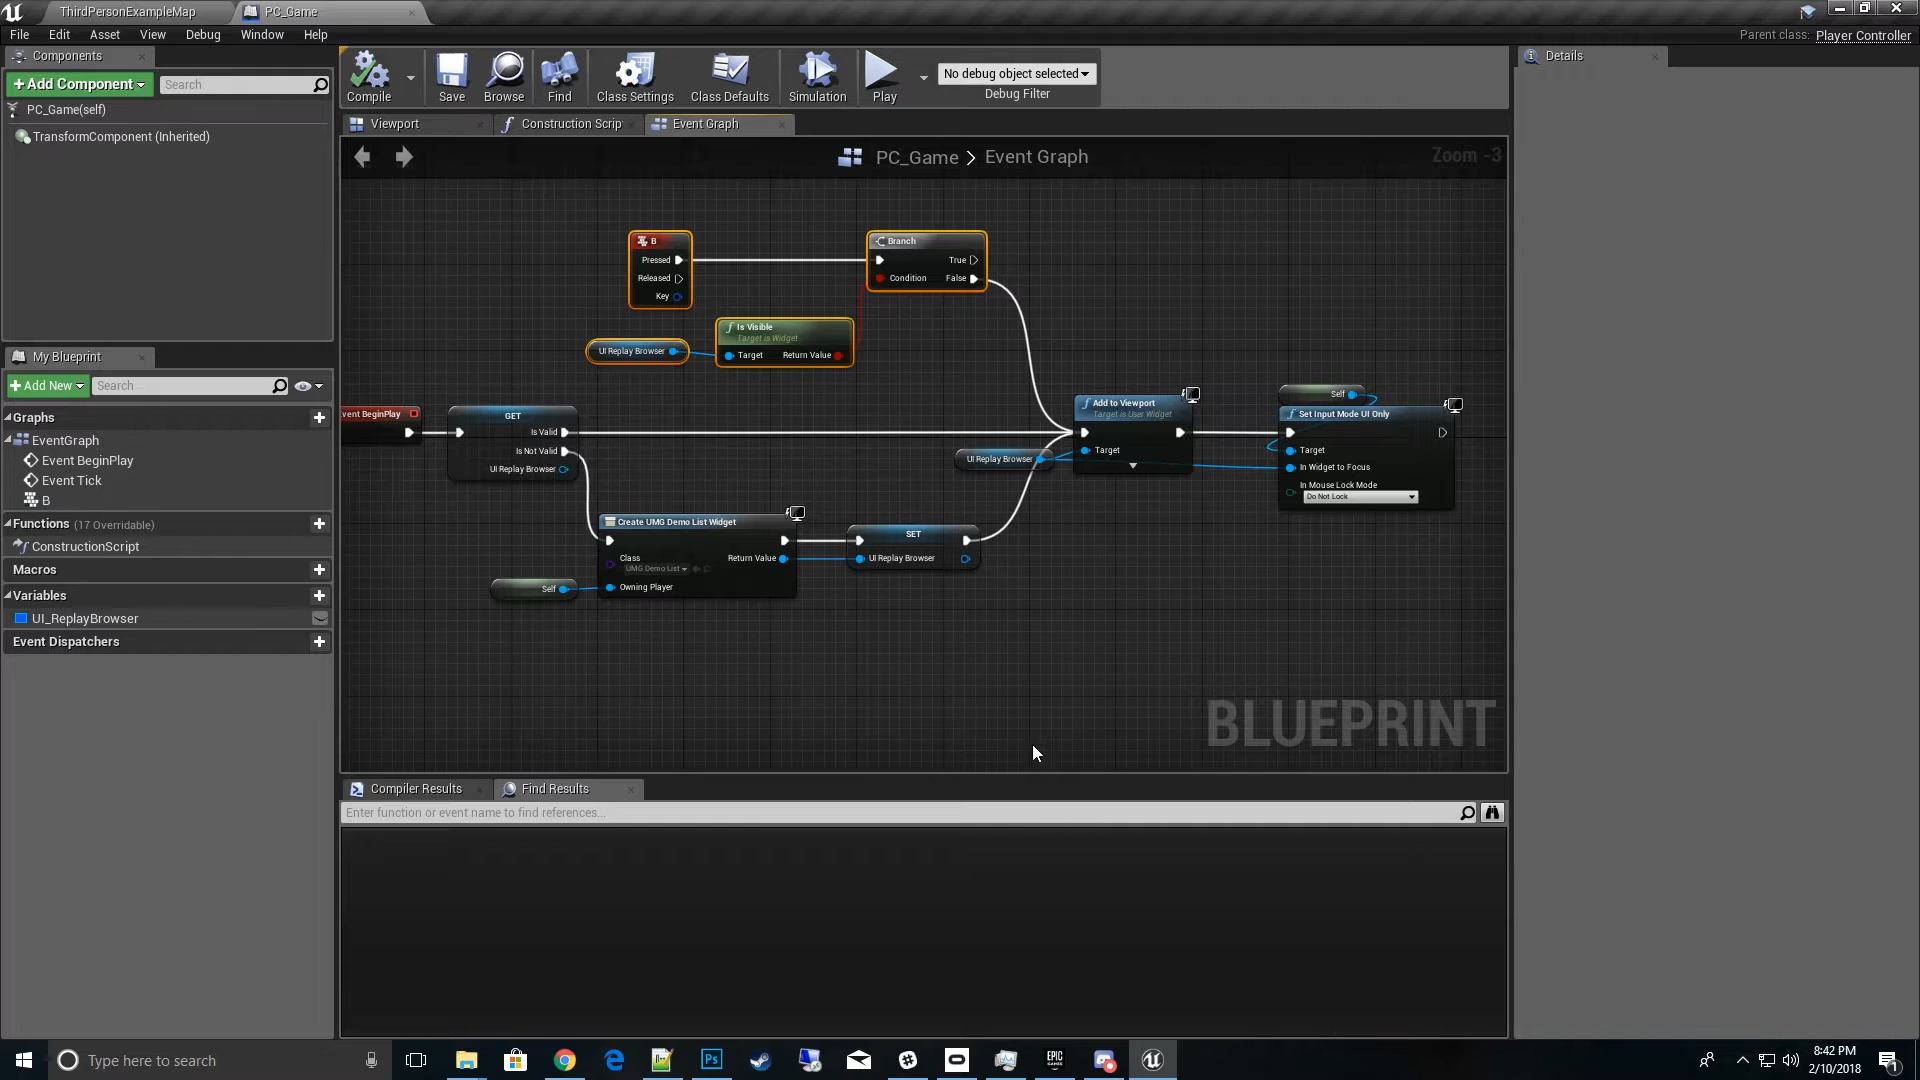 ThirdPersonExampleMap
PC_Game
File Edit Asset View Debug Window Help
Parent class: Player Controller
Components
+Add Component
Search
PC_Game(self)
TransformComponent (Inherited)
Compile
Save
Browse
Find
Class Settings
Class Defaults
Simulation
Play
No debug object selected
Debug Filter
Details
Viewport
Construction Scrip
Event Graph
PC_Game > Event Graph
Zoom -3
B
Pressed
Released
Key
Branch
True
Condition False
UI Replay Browser
Is Visible
Target is Widget
Target Return Value
vent BeginPlay
GET
Is Valid
Is Not Valid
UI Replay Browser
Create UMG Demo List Widget
Class Return Value
UMG Demo List
Self
Owning Player
SET
UI Replay Browser
UI Replay Browser
Add to Viewport
Target is User Widget
Target
Self
Set Input Mode UI Only
Target
In Widget to Focus
In Mouse Lock Mode
Do Not Lock
BLUEPRINT
My Blueprint
+Add New
Search...
Graphs
EventGraph
Event BeginPlay
Event Tick
B
Functions (17 Overridable)
ConstructionScript
Macros
Variables
UI_ReplayBrowser
Event Dispatchers
Compiler Results
Find Results
Enter function or event name to find references...
Type here to search
Ps
EPIC
GAMES
8:42 PM
2/10/2018
1